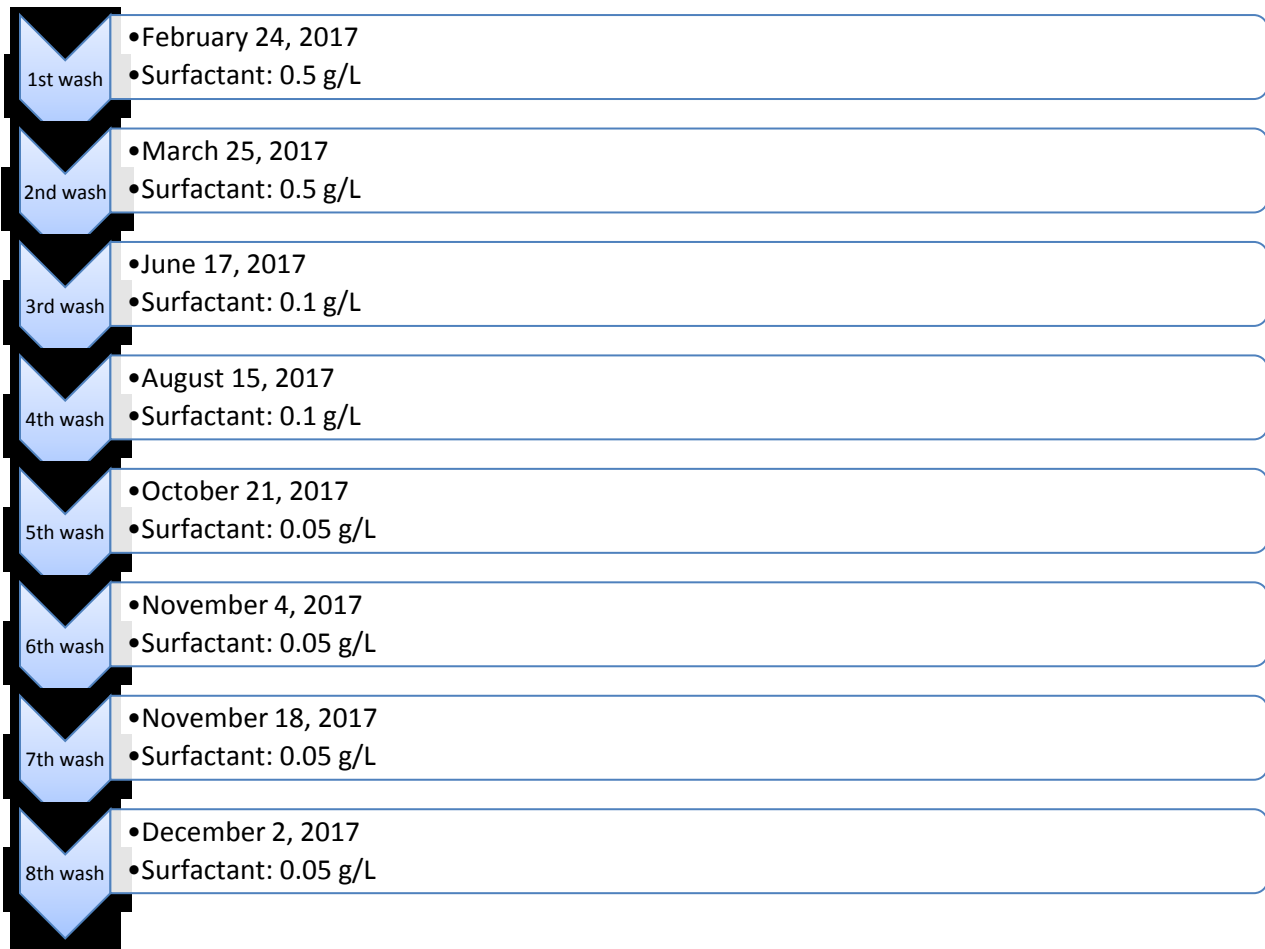 1st wash
•February 24, 2017
•Surfactant: 0.5 g/L
2nd wash
•March 25, 2017
•Surfactant: 0.5 g/L
3rd wash
•June 17, 2017
•Surfactant: 0.1 g/L
4th wash
•August 15, 2017
•Surfactant: 0.1 g/L
5th wash
•October 21, 2017
•Surfactant: 0.05 g/L
6th wash
•November 4, 2017
•Surfactant: 0.05 g/L
7th wash
•November 18, 2017
•Surfactant: 0.05 g/L
8th wash
•December 2, 2017
•Surfactant: 0.05 g/L